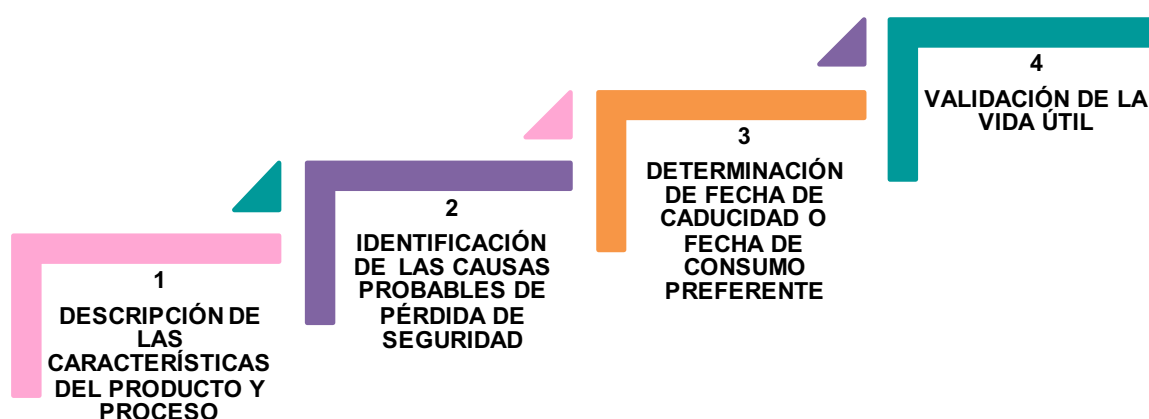 1
DESCRIPCIÓN DE
LAS
CARACTERÍSTICAS
DEL PRODUCTO Y
PROCESO
2
IDENTIFICACIÓN
DE LAS CAUSAS
PROBABLES DE
PÉRDIDA DE
SEGURIDAD
3
DETERMINACIÓN
DE FECHA DE
CADUCIDAD O
FECHA DE
CONSUMO
PREFERENTE
4
VALIDACIÓN DE LA
VIDA ÚTIL